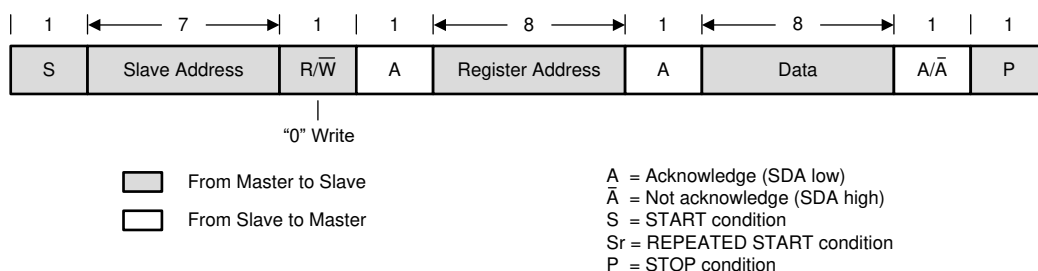 1 7 1 1 8 1 8 1 1
S Slave Address R/W̅ A Register Address A Data A/A̅ P
“0” Write
From Master to Slave
From Slave to Master
A = Acknowledge (SDA low)
A̅ = Not acknowledge (SDA high)
S = START condition
Sr = REPEATED START condition
P = STOP condition